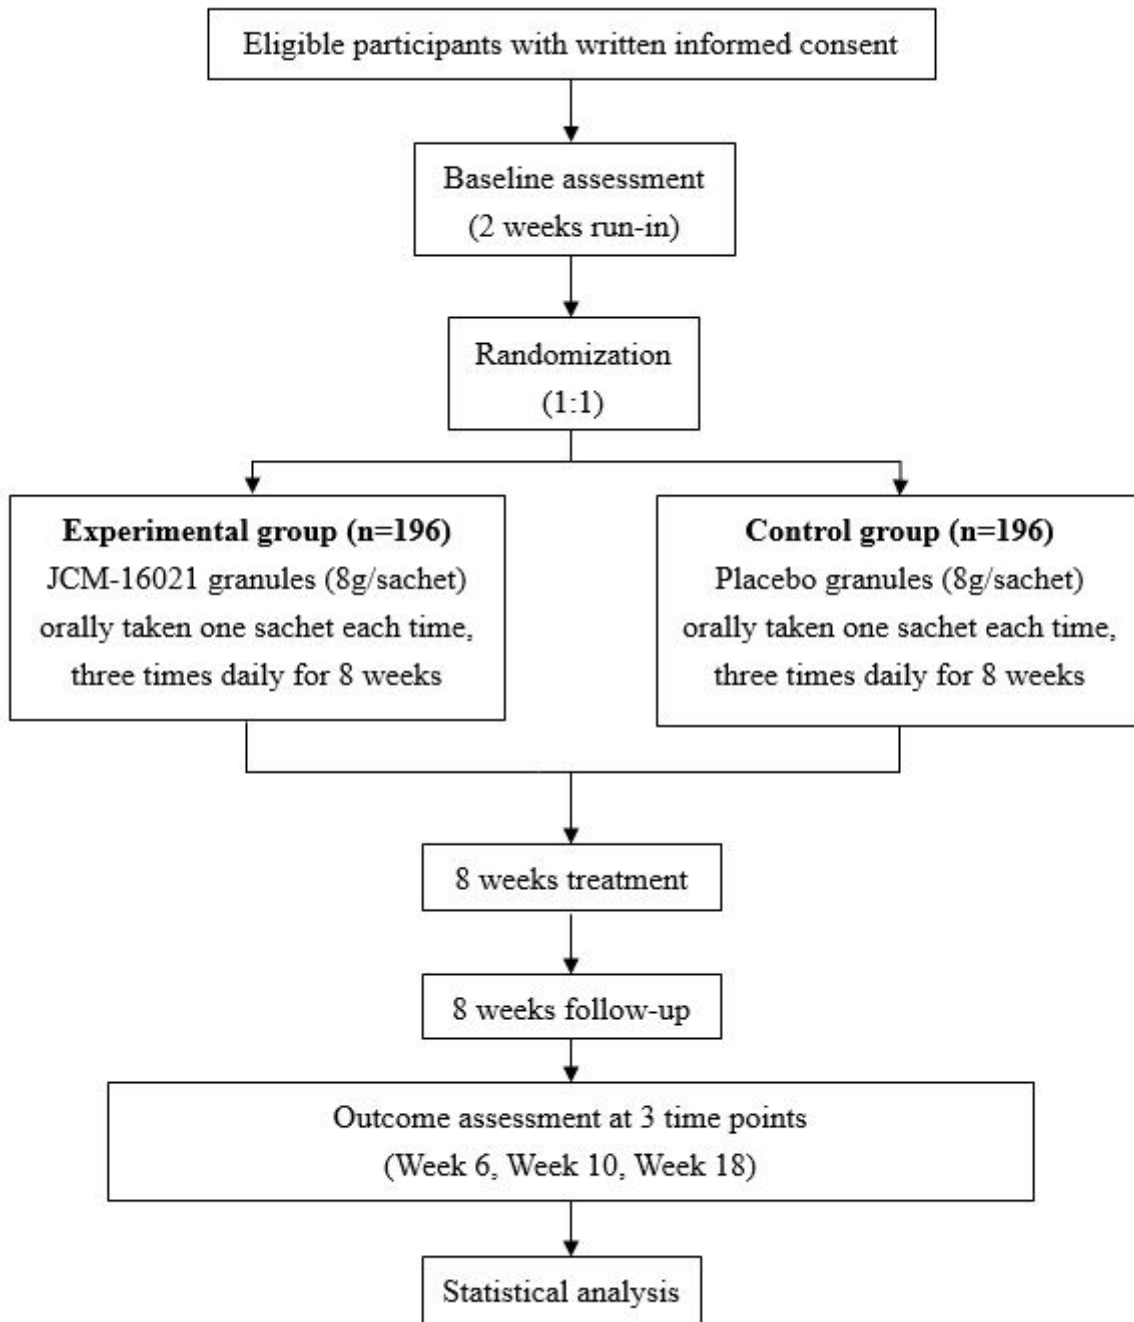 Eligible participants with written informed consent
Baseline assessment
(2 weeks run-in)
Randomization
(1:1)
Experimental group (n=196)
JCM-16021 granules (8g/sachet)
orally taken one sachet each time,
three times daily for 8 weeks
Control group (n=196)
Placebo granules (8g/sachet)
orally taken one sachet each time,
three times daily for 8 weeks
8 weeks treatment
8 weeks follow-up
Outcome assessment at 3 time points
(Week 6, Week 10, Week 18)
Statistical analysis